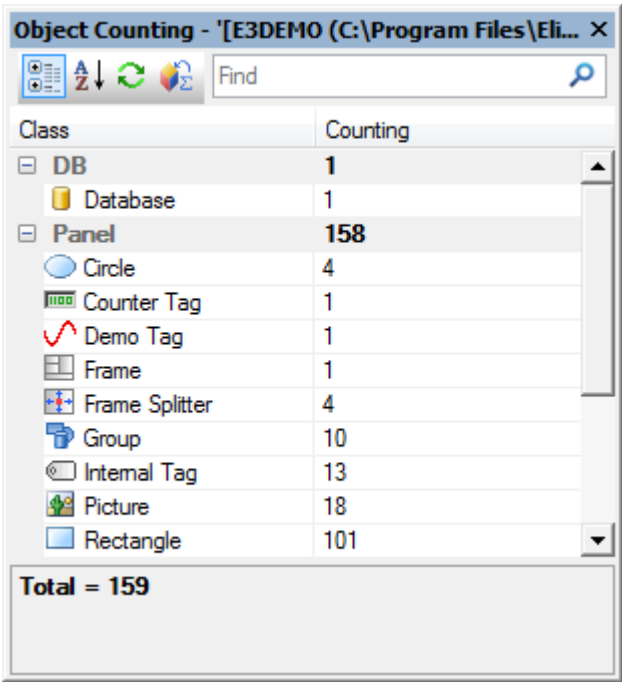 Object Counting - '[E3DEMO (C:\Program Files\Eli...
Find
Class Counting
DB 1
Database 1
Panel 158
Circle 4
Counter Tag 1
Demo Tag 1
Frame 1
Frame Splitter 4
Group 10
Internal Tag 13
Picture 18
Rectangle 101
Total = 159